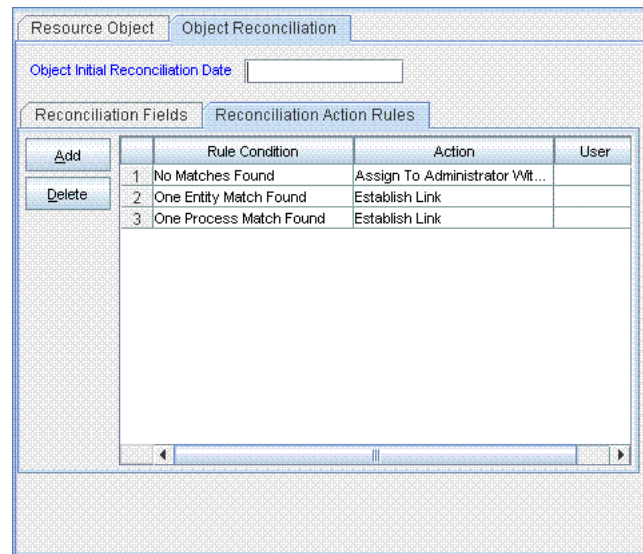 Resource Object Object Reconciliation
Object Initial Reconciliation Date
Reconciliation Fields Reconciliation Action Rules
Add
Delete
Rule Condition Action User
1 No Matches Found Assign To Administrator Wit...
2 One Entity Match Found Establish Link
3 One Process Match Found Establish Link